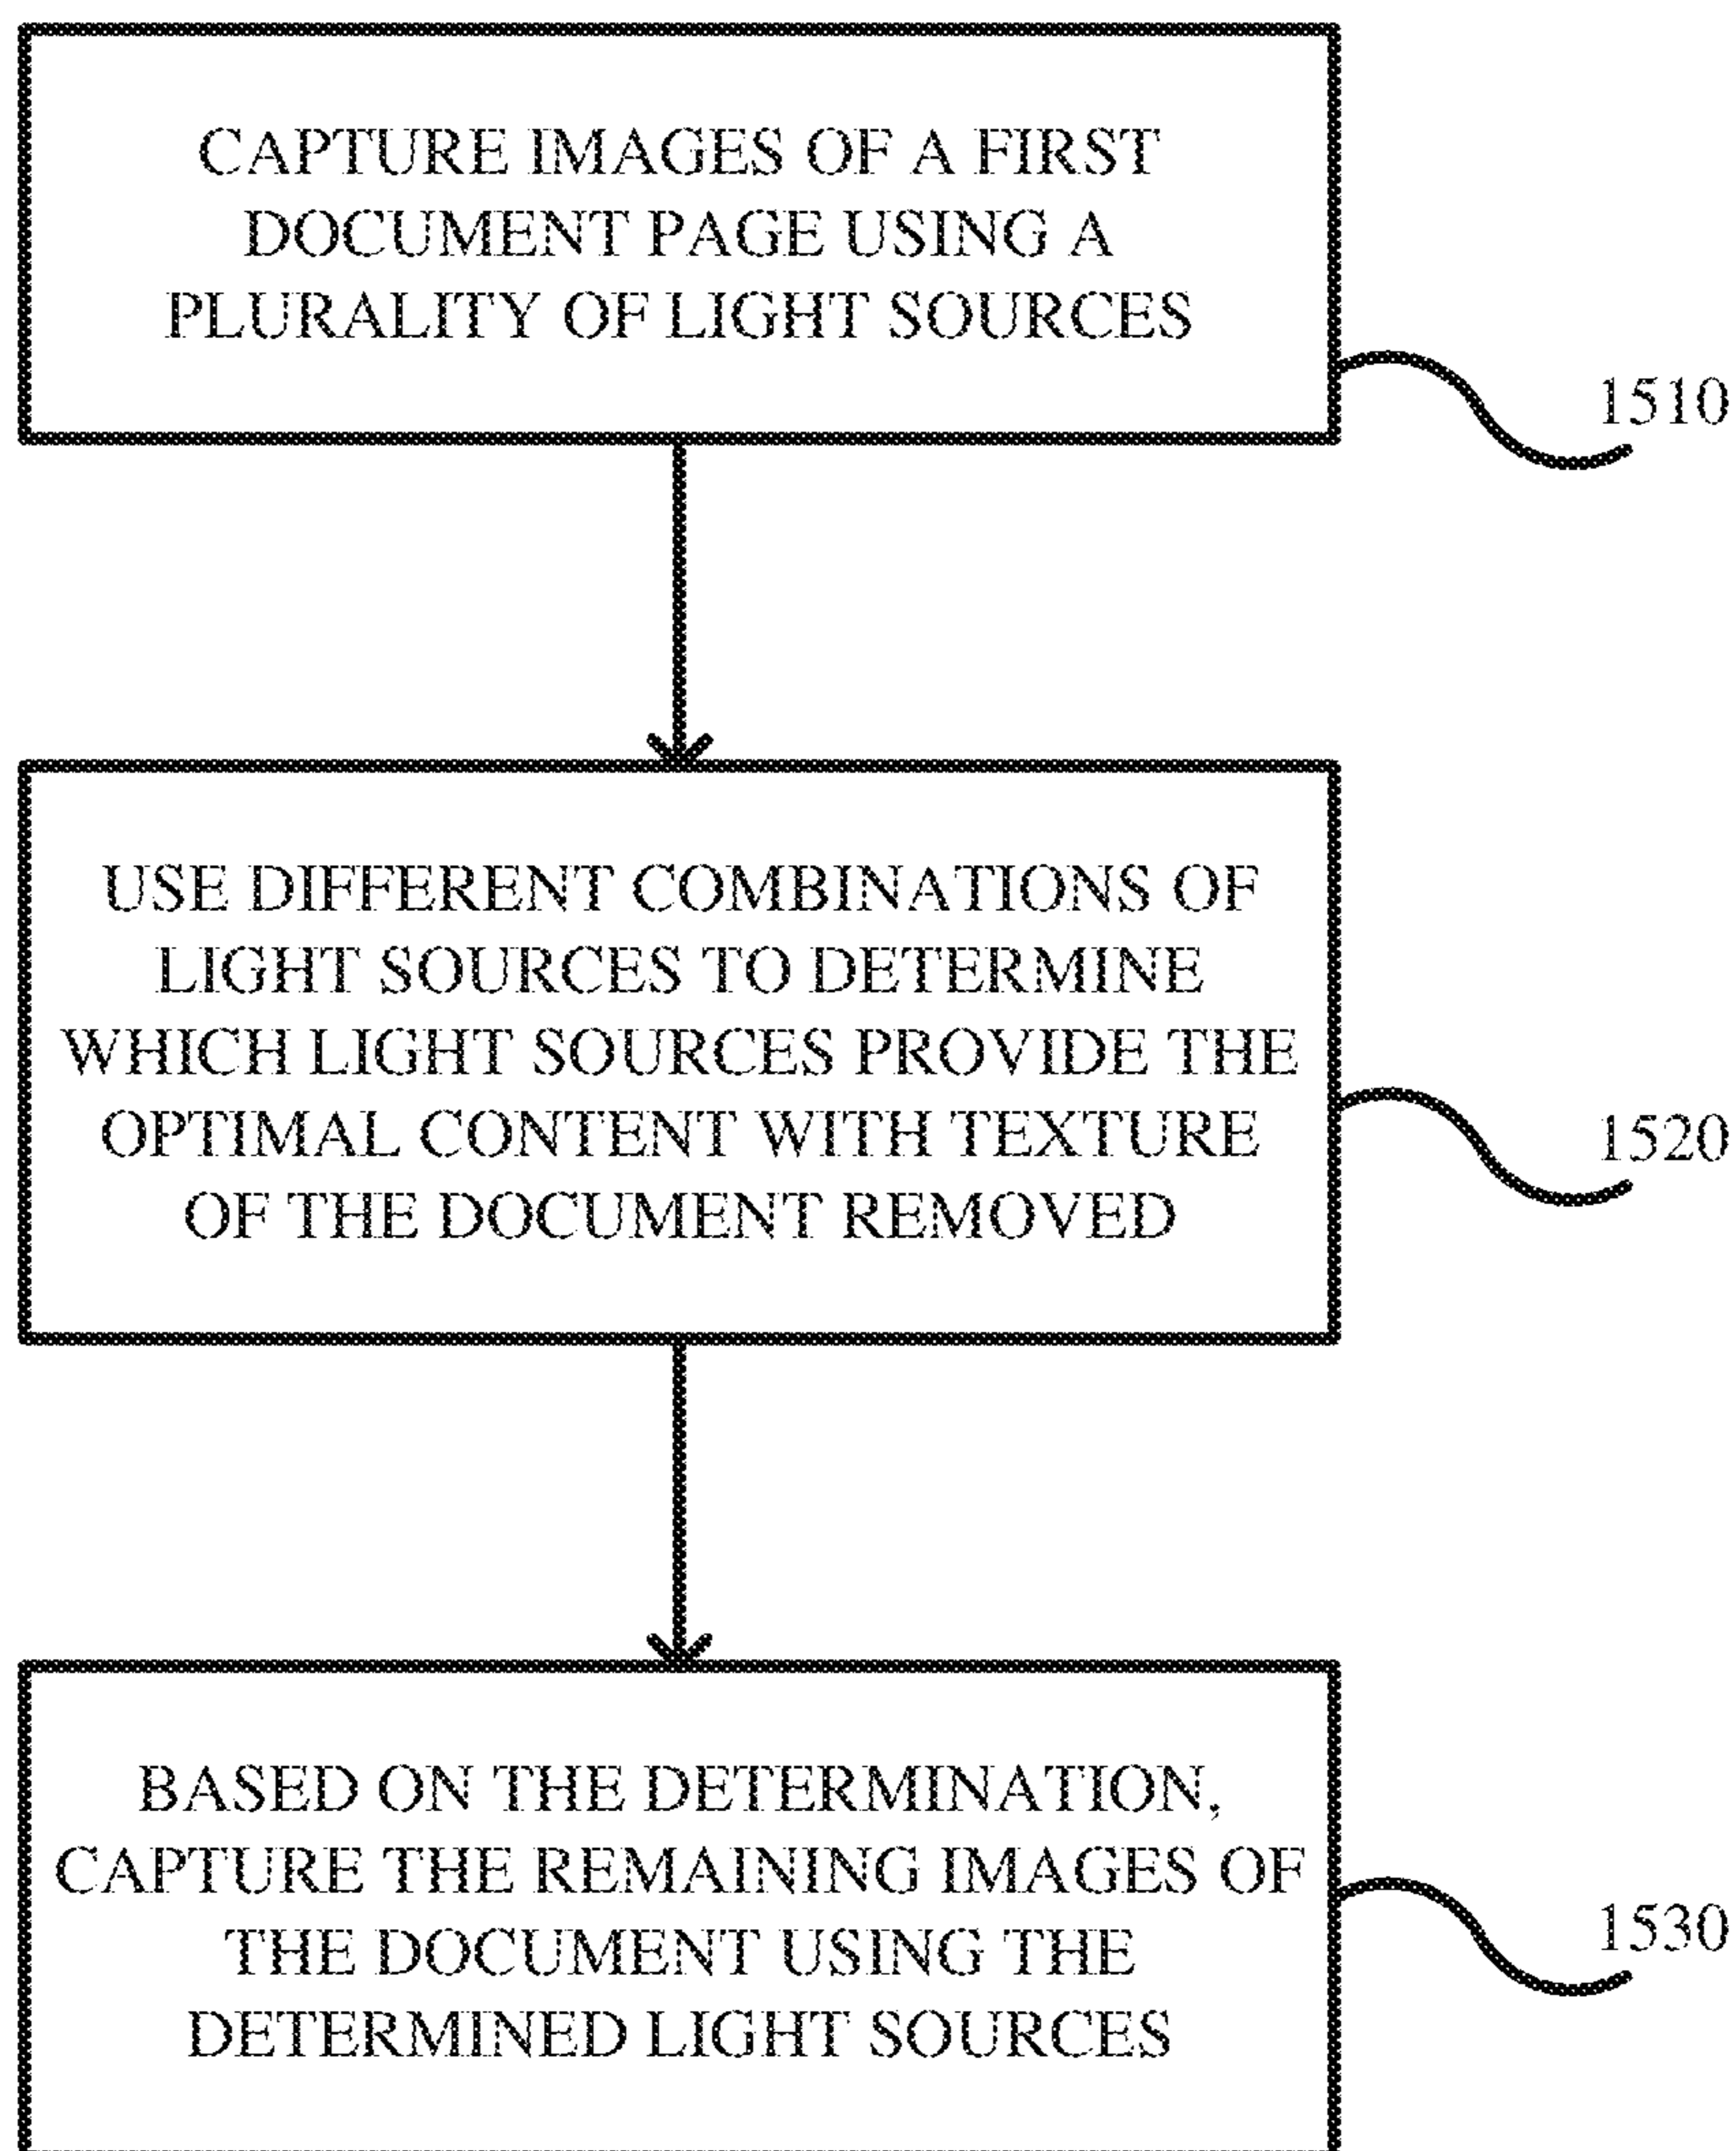 CAPTURE IMAGES OF A FIRST
DOCUMENT PAGE USING A
PLURALITY OF LIGHT SOURCES
1510
USE DIFFERENT COMBINATIONS OF
LIGHT SOURCES TO DETERMINE
WHICH LIGHT SOURCES PROVIDE THE
OPTIMAL CONTENT WITH TEXTURE
OF THE DOCUMENT REMOVED
1520
BASED ON THE DETERMINATION,
CAPTURE THE REMAINING IMAGES OF
THE DOCUMENT USING THE
DETERMINED LIGHT SOURCES
1530